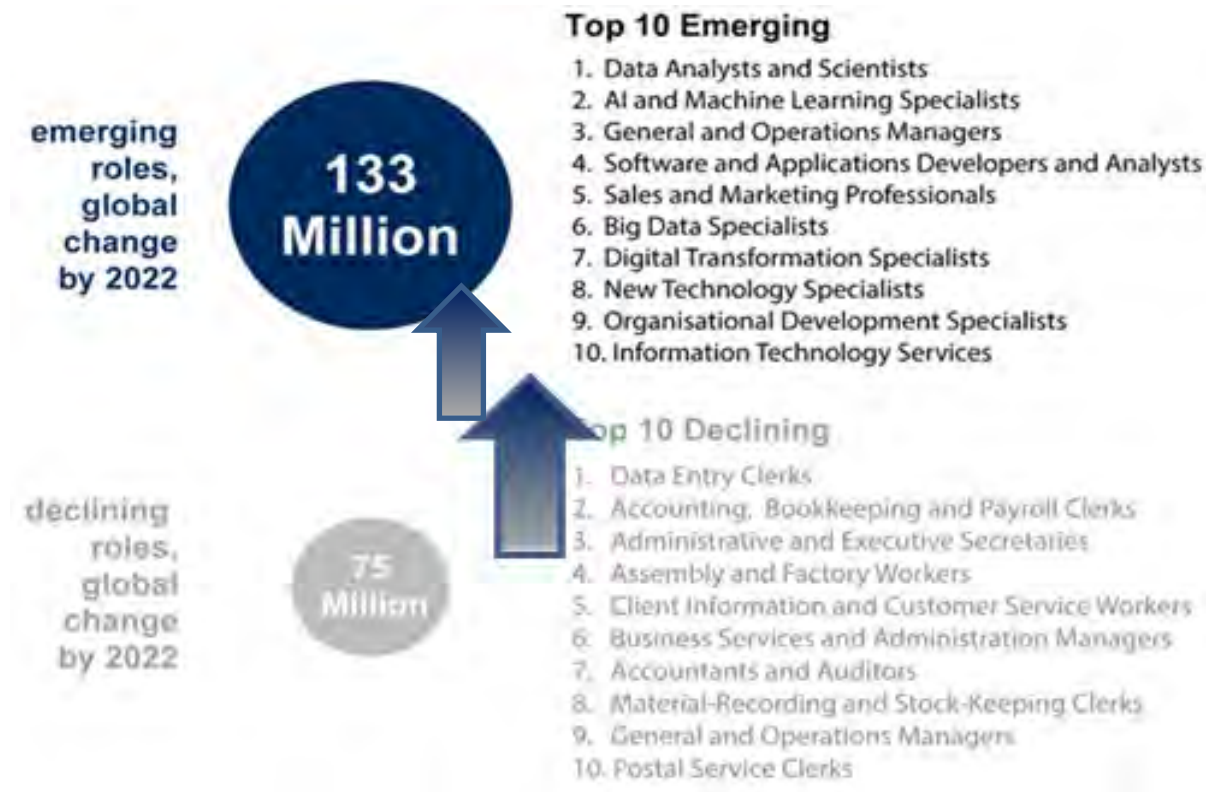 emerging
roles,
global
change
by 2022
133
Million
Top 10 Emerging
1. Data Analysts and Scientists
2. AI and Machine Learning Specialists
3. General and Operations Managers
4. Software and Applications Developers and Analysts
5. Sales and Marketing Professionals
6. Big Data Specialists
7. Digital Transformation Specialists
8. New Technology Specialists
9. Organisational Development Specialists
10. Information Technology Services
declining
roles,
global
change
by 2022
75
Million
Top 10 Declining
1. Data Entry Clerks
2. Accounting, Bookkeeping and Payroll Clerks
3. Administrative and Executive Secretaries
4. Assembly and Factory Workers
5. Client Information and Customer Service Workers
6. Business Services and Administration Managers
7. Accountants and Auditors
8. Material-Recording and Stock-Keeping Clerks
9. General and Operations Managers
10. Postal Service Clerks